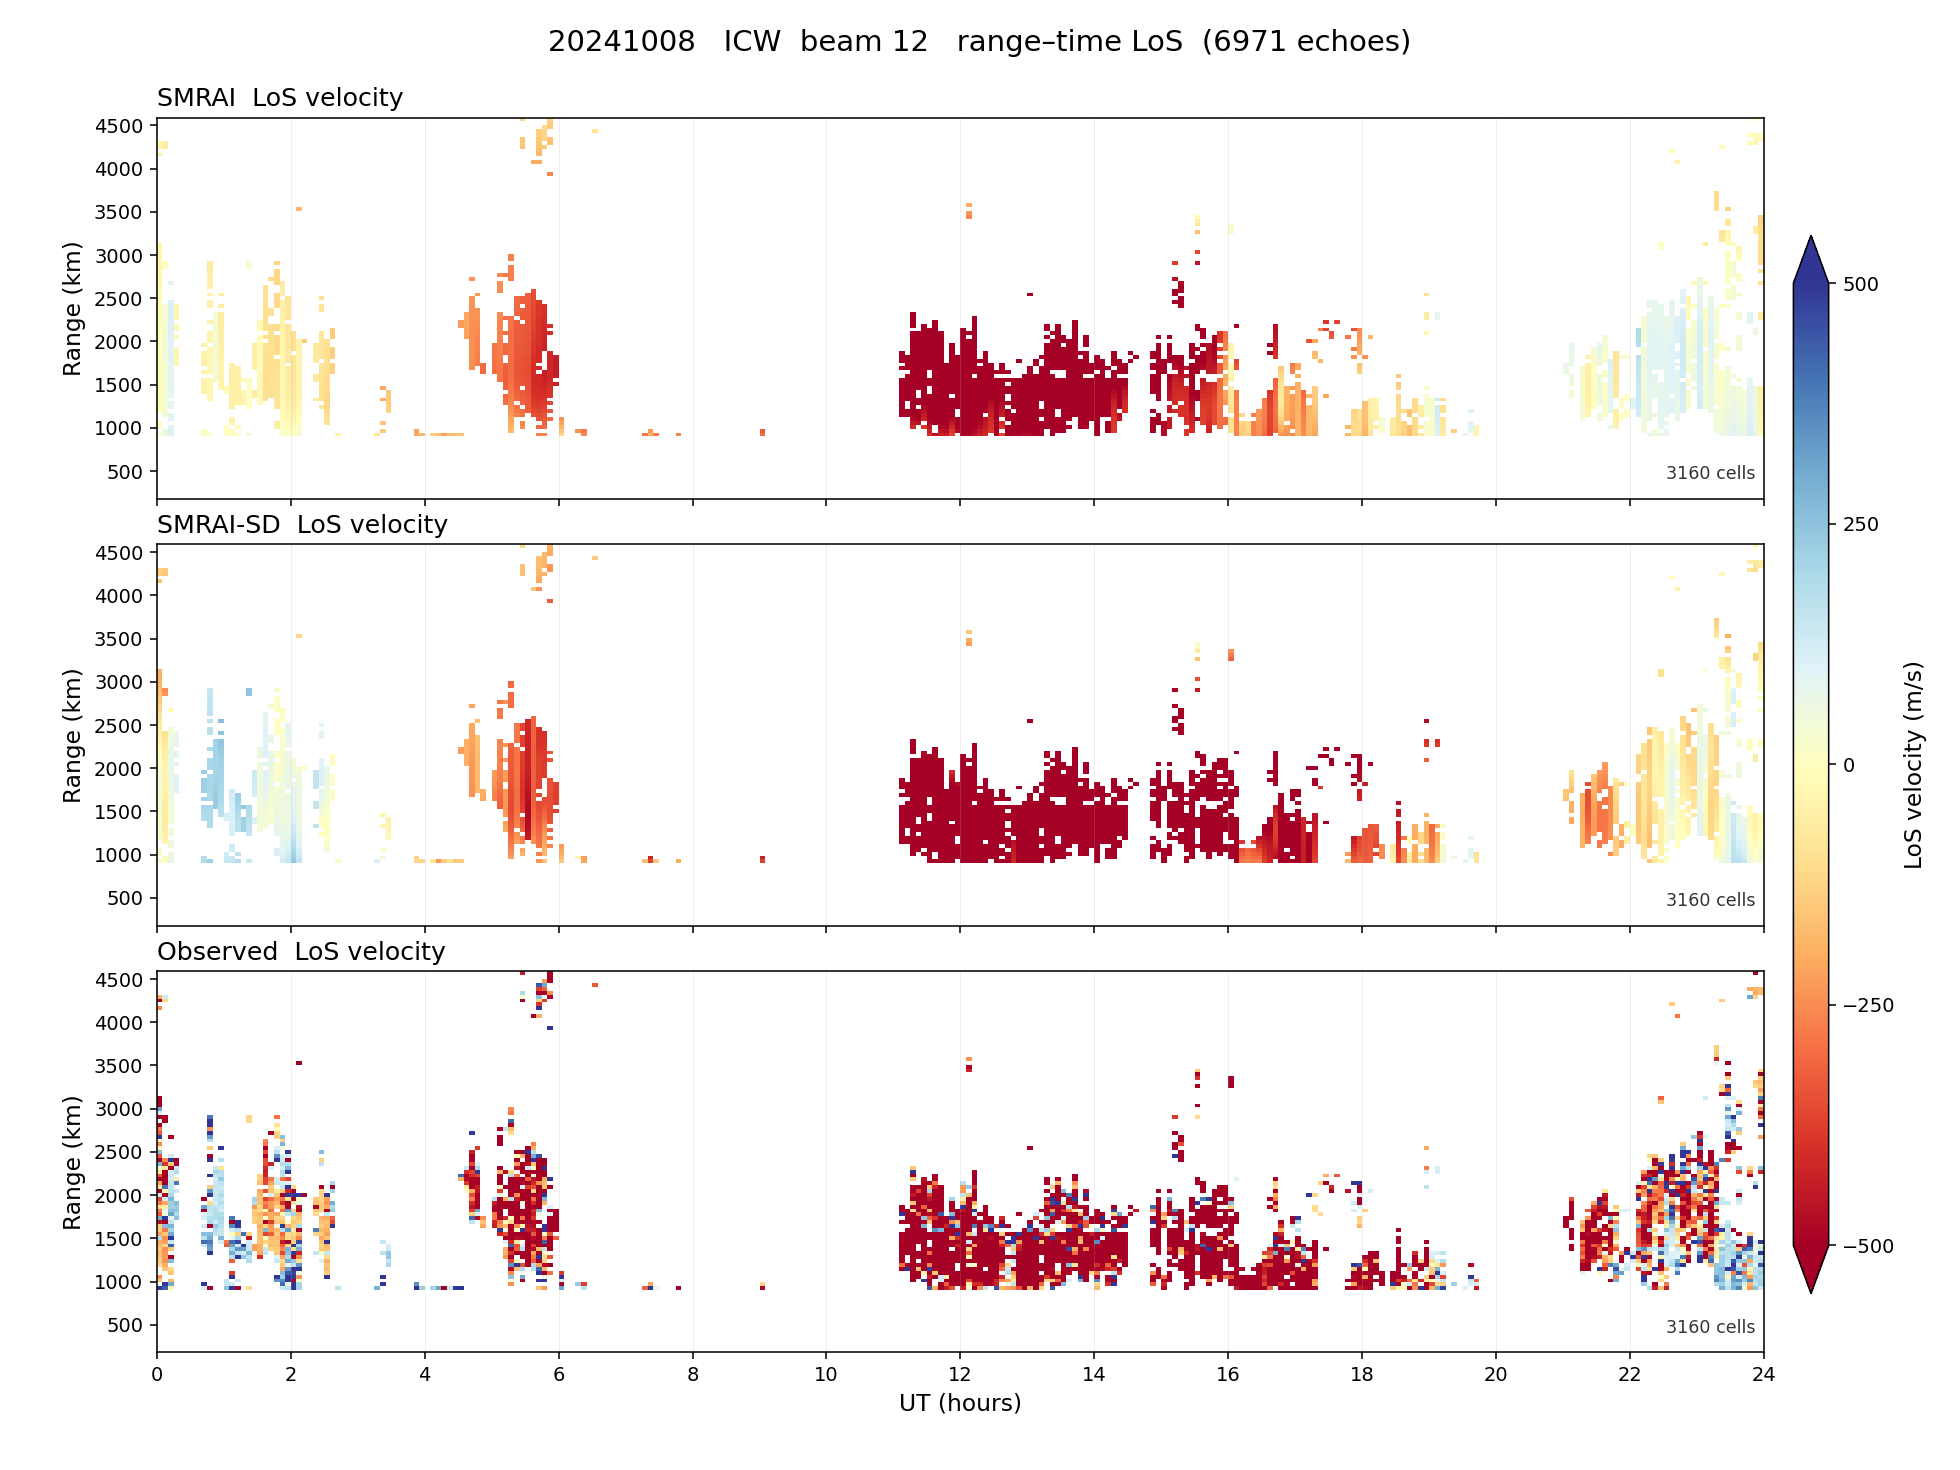 20241008 ICW beam 12 range–time LoS (6971 echoes)
SMRAI LoS velocity
4500
4000
3500
3000
2500
2000
1500
1000
500
Range (km)
3160 cells
SMRAI-SD LoS velocity
4500
4000
3500
3000
2500
2000
1500
1000
500
Range (km)
3160 cells
Observed LoS velocity
4500
4000
3500
3000
2500
2000
1500
1000
500
Range (km)
3160 cells
0 2 4 6 8 10 12 14 16 18 20 22 24
UT (hours)
500
250
0
−250
−500
LoS velocity (m/s)